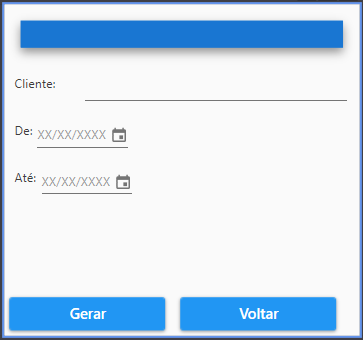 Cliente:
De: XX/XX/XXXX
Até: XX/XX/XXXX
Gerar Voltar